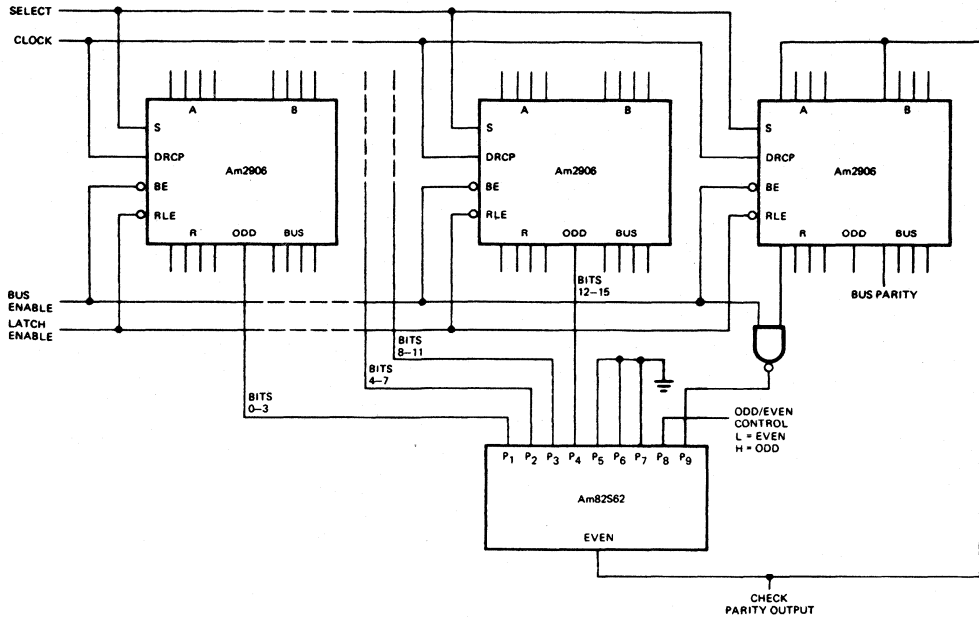 SELECT
CLOCK
A B
S
DRCP
Am2906
BE
RLE
R ODD BUS
A B
S
DRCP
Am2906
BE
RLE
R ODD BUS
A B
S
DRCP
Am2906
BE
RLE
R ODD BUS
BUS
ENABLE
LATCH
ENABLE
BITS
12–15
BUS PARITY
BITS
8–11
BITS
4–7
BITS
0–3
ODD/EVEN
CONTROL
L = EVEN
H = ODD
P1 P2 P3 P4 P5 P6 P7 P8 P9
Am82S62
EVEN
CHECK
PARITY OUTPUT